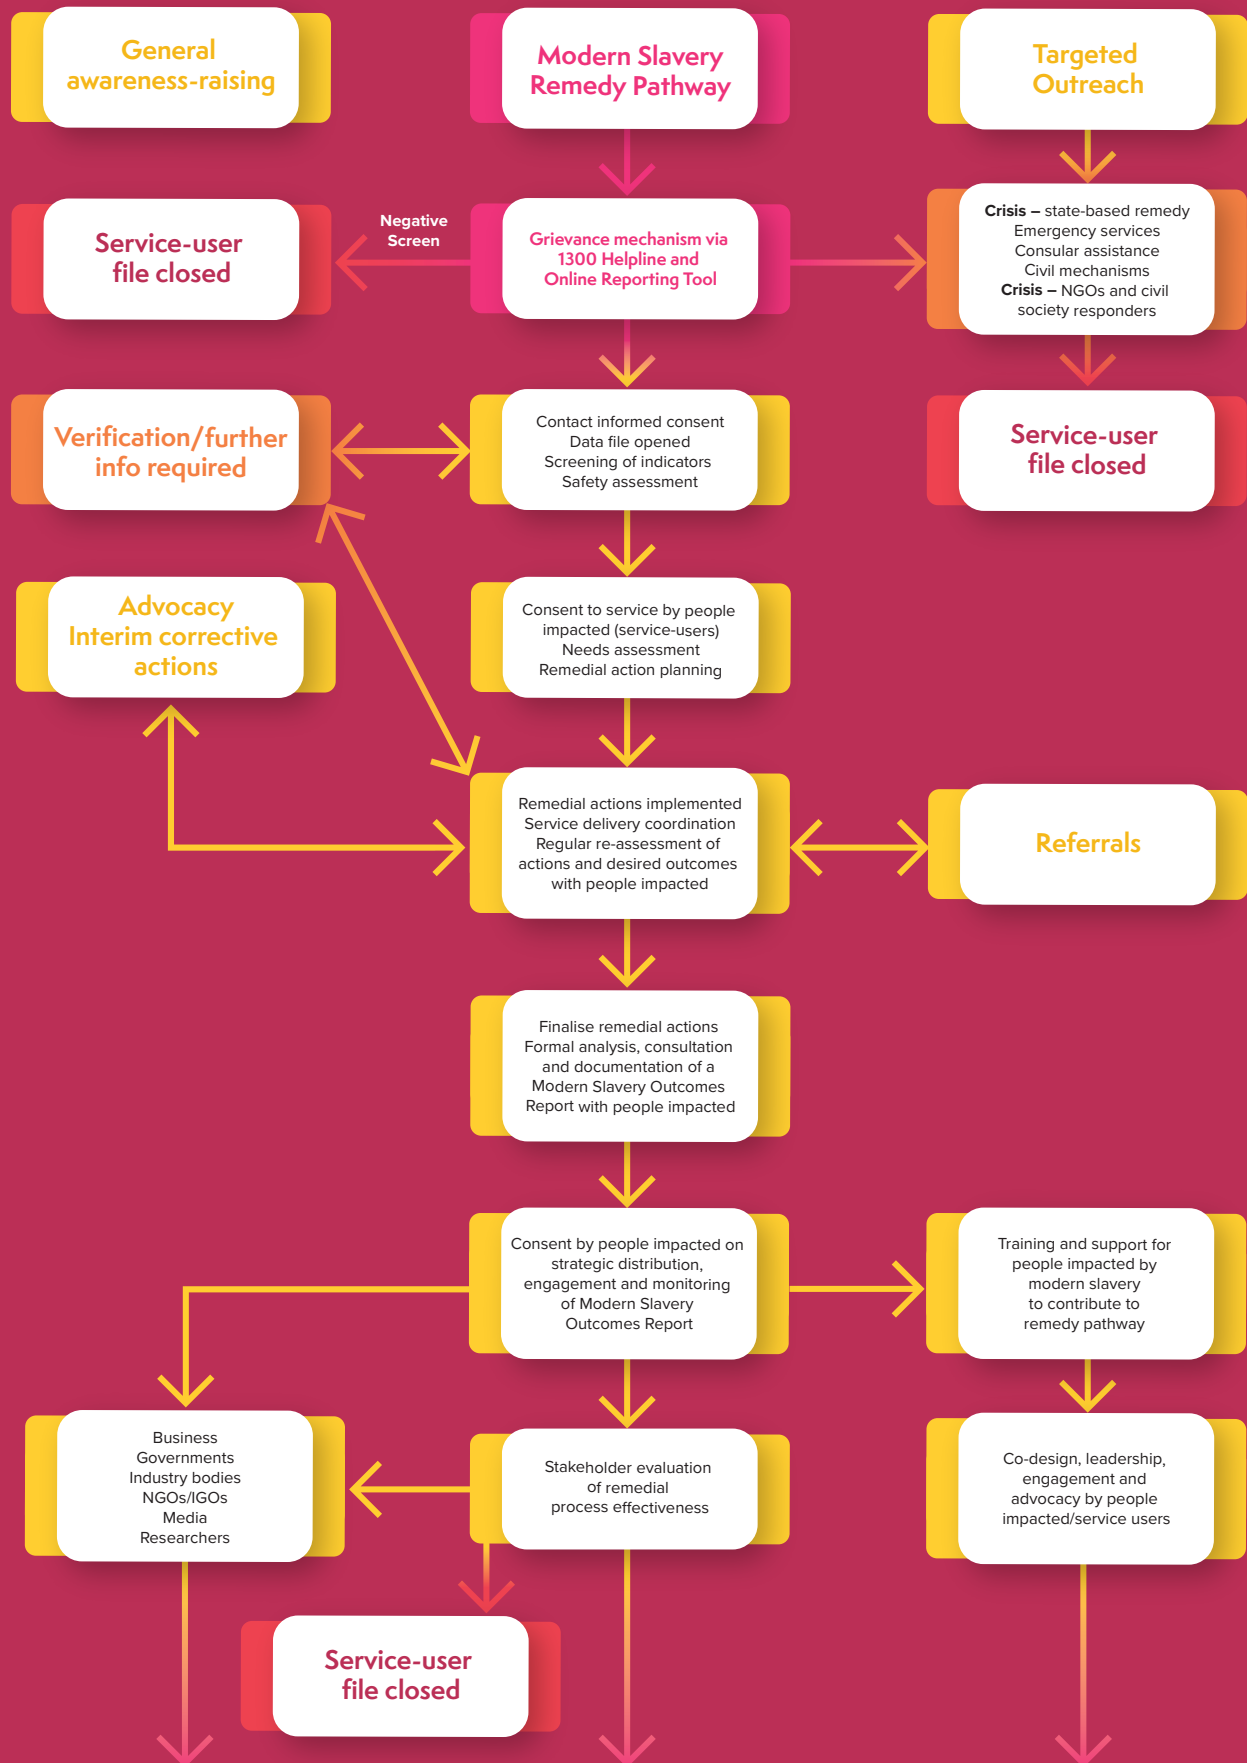 General
awareness-raising
Modern Slavery
Remedy Pathway
Targeted
Outreach
Service-user
file closed
Negative
Screen
Grievance mechanism via
1300 Helpline and
Online Reporting Tool
Crisis – state-based remedy
Emergency services
Consular assistance
Civil mechanisms
Crisis – NGOs and civil
society responders
Verification/further
info required
Contact informed consent
Data file opened
Screening of indicators
Safety assessment
Service-user
file closed
Advocacy
Interim corrective
actions
Consent to service by people
impacted (service-users)
Needs assessment
Remedial action planning
Remedial actions implemented
Service delivery coordination
Regular re-assessment of
actions and desired outcomes
with people impacted
Referrals
Finalise remedial actions
Formal analysis, consultation
and documentation of a
Modern Slavery Outcomes
Report with people impacted
Consent by people impacted on
strategic distribution,
engagement and monitoring
of Modern Slavery
Outcomes Report
Training and support for
people impacted by
modern slavery
to contribute to
remedy pathway
Business
Governments
Industry bodies
NGOs/IGOs
Media
Researchers
Stakeholder evaluation
of remedial
process effectiveness
Co-design, leadership,
engagement and
advocacy by people
impacted/service users
Service-user
file closed